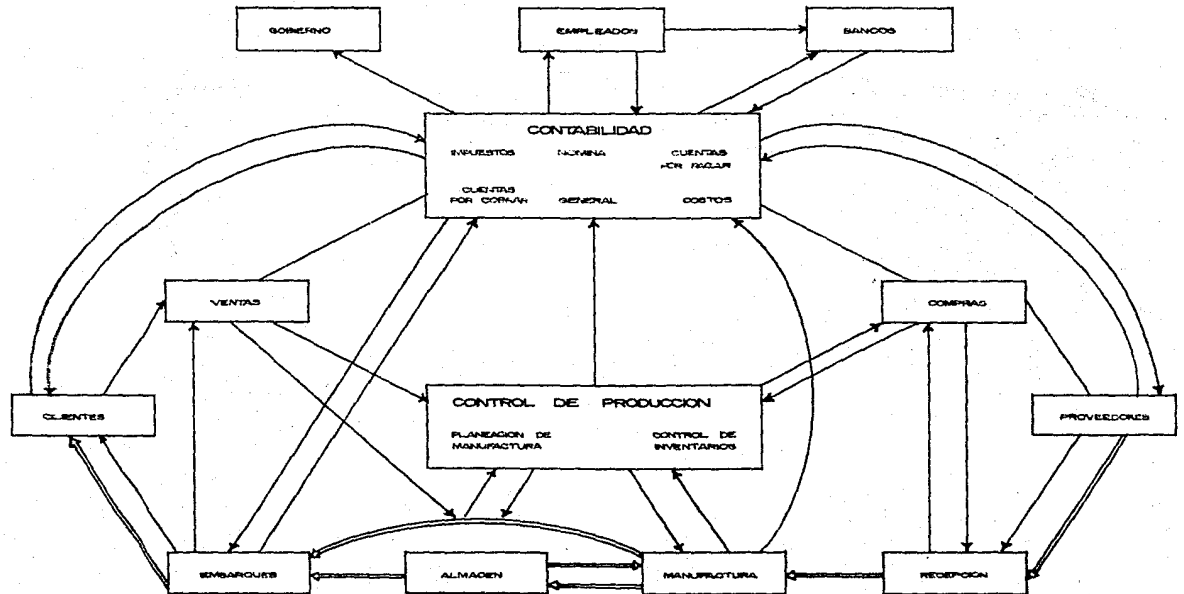 GOBIERNO
EMPLEADOS
BANCOS
CONTABILIDAD
IMPUESTOS
NOMINA
CUENTAS
POR PAGAR
CUENTAS
POR COBRAR
GENERAL
COSTOS
VENTAS
COMPRAS
CLIENTES
CONTROL DE PRODUCCION
PLANEACION DE
MANUFACTURA
CONTROL DE
INVENTARIOS
PROVEEDORES
EMBARQUES
ALMACEN
MANUFACTURA
RECEPCION